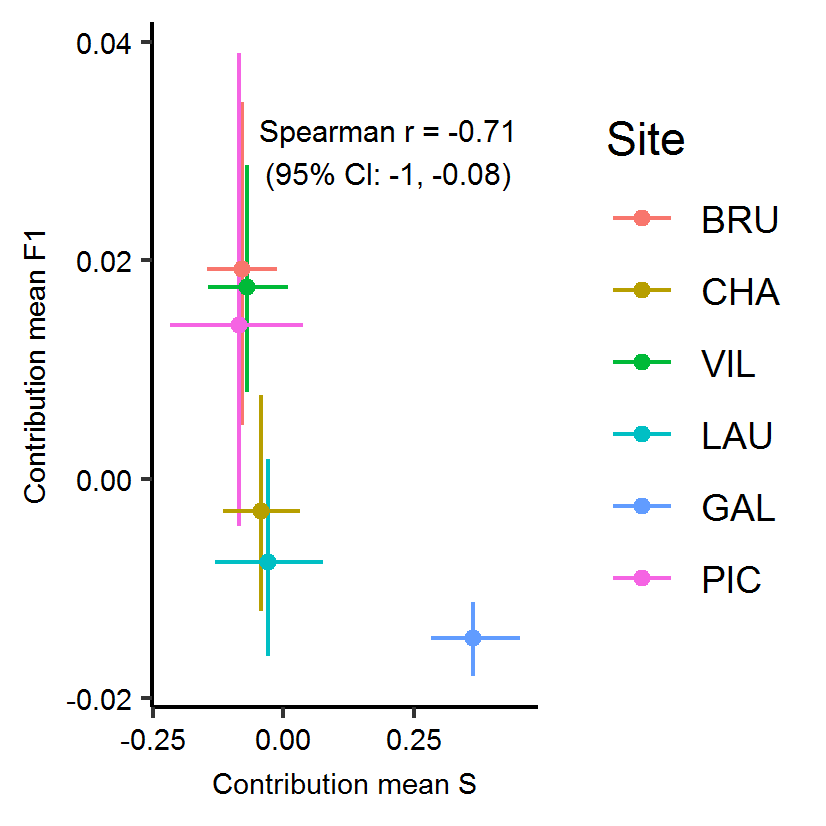 Contribution mean F1
0.04
0.02
0.00
-0.02
Spearman r = -0.71
(95% CI: -1, -0.08)
-0.25
0.00
0.25
Contribution mean S
Site
BRU
CHA
VIL
LAU
GAL
PIC